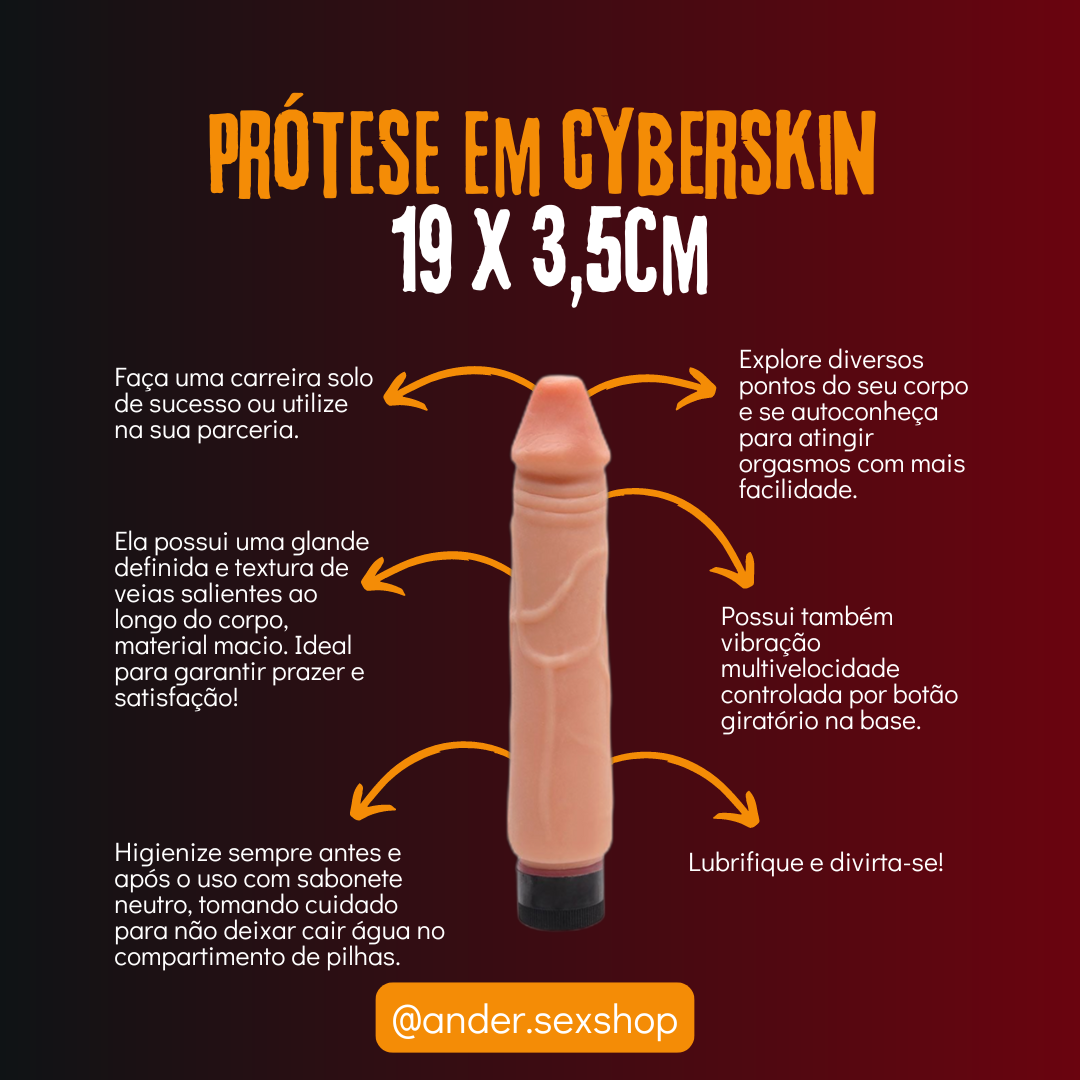 PRÓTESE EM CYBERSKIN
19 X 3,5CM
Faça uma carreira solo
de sucesso ou utilize
na sua parceria.
Explore diversos
pontos do seu corpo
e se autoconheça
para atingir
orgasmos com mais
facilidade.
Ela possui uma glande
definida e textura de
veias salientes ao
longo do corpo,
material macio. Ideal
para garantir prazer e
satisfação!
Possui também
vibração
multivelocidade
controlada por botão
giratório na base.
Higienize sempre antes e
após o uso com sabonete
neutro, tomando cuidado
para não deixar cair água no
compartimento de pilhas.
Lubrifique e divirta-se!
@ander.sexshop